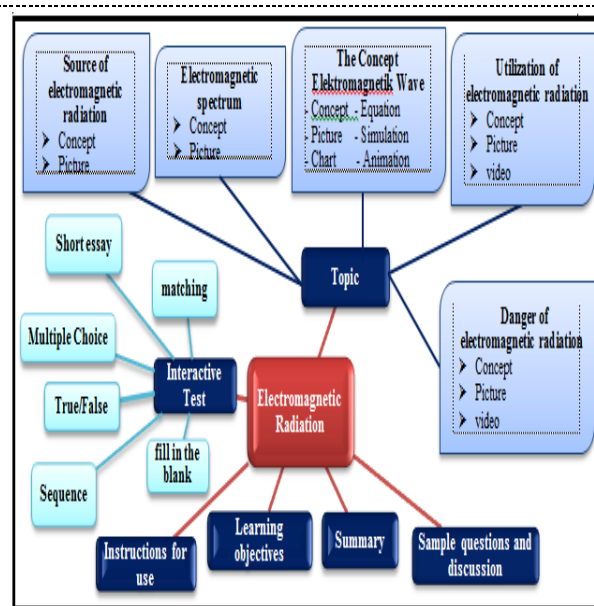 Source of
electromagnetic
radiation
➤ Concept
➤ Picture
Electromagnetic
spectrum
➤ Concept
➤ Picture
The Concept
Elektromagnetik Wave
- Concept - Equation
- Picture - Simulation
- Chart - Animation
Utilization of
electromagnetic radiation
➤ Concept
➤ Picture
➤ video
Short essay
matching
Topic
Danger of
electromagnetic radiation
➤ Concept
➤ Picture
➤ video
Multiple Choice
Interactive
Test
Electromagnetic
Radiation
True/False
fill in the
blank
Sequence
Instructions for
use
Learning
objectives
Summary
Sample questions and
discussion